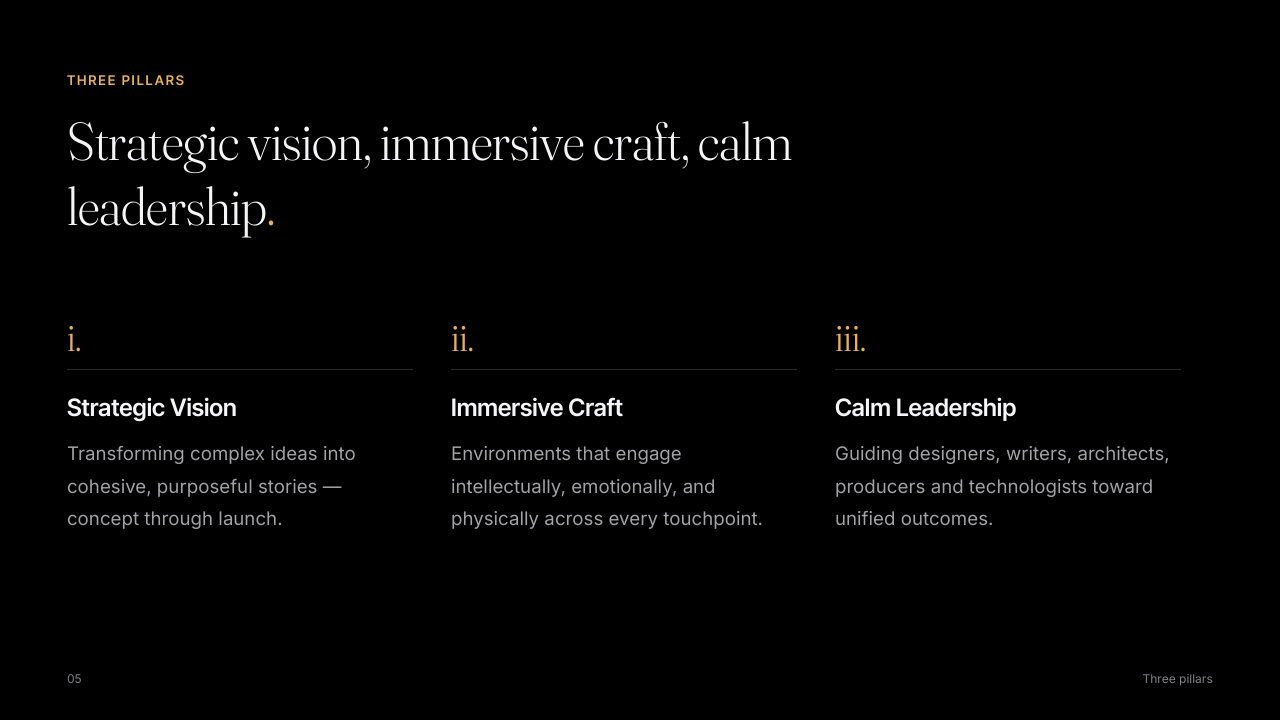 THREE PILLARS
Strategic vision, immersive craft, calm
leadership.
i.
Strategic Vision
Transforming complex ideas into
cohesive, purposeful stories —
concept through launch.
ii.
Immersive Craft
Environments that engage
intellectually, emotionally, and
physically across every touchpoint.
iii.
Calm Leadership
Guiding designers, writers, architects,
producers and technologists toward
unified outcomes.
05
Three pillars